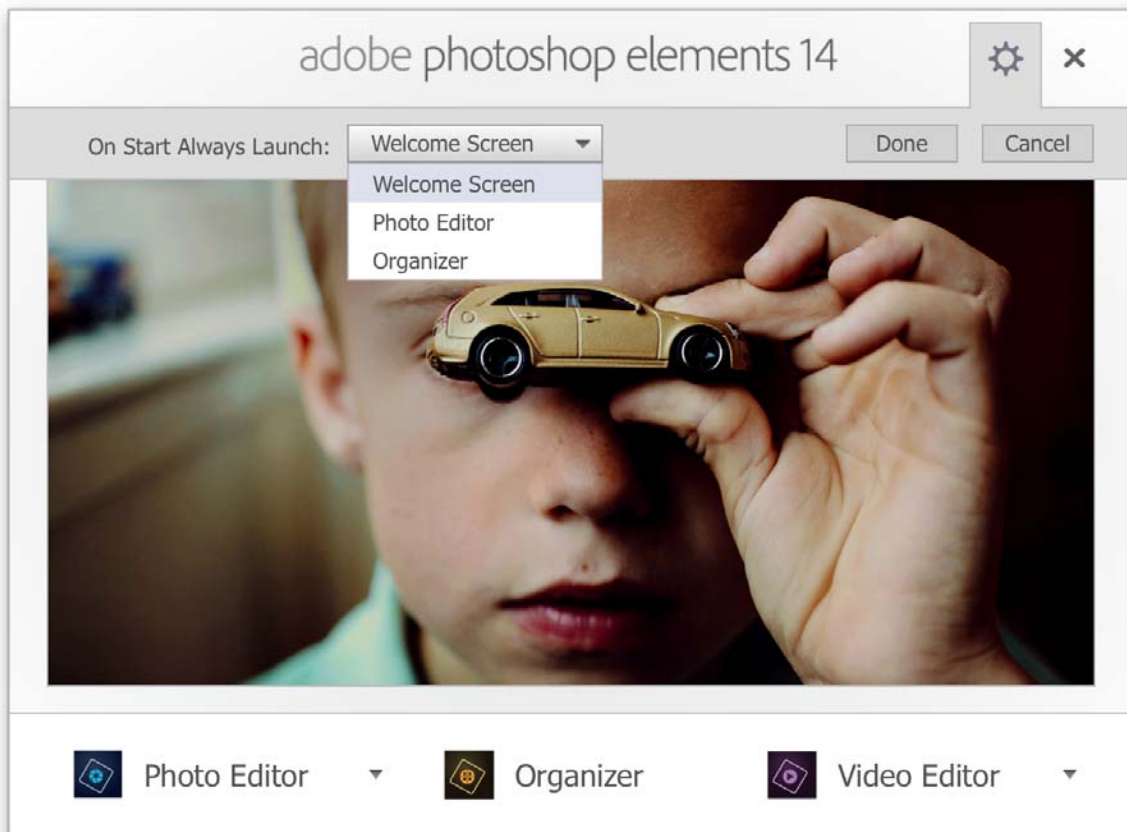 adobe photoshop elements 14
On Start Always Launch: Welcome Screen Done Cancel
Welcome Screen
Photo Editor
Organizer
Photo Editor Organizer Video Editor